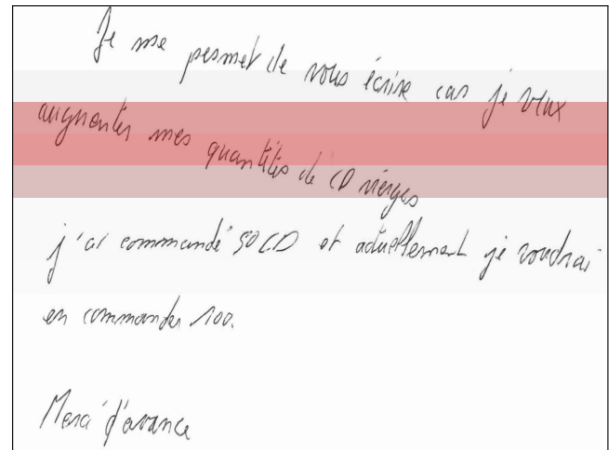 Je me permet de vous écrire car je veux
augmenter mes quantités de CD vierges
j'ai commandé 50 CD et actuellement je voudrai
en commander 100.
Merci d'avance